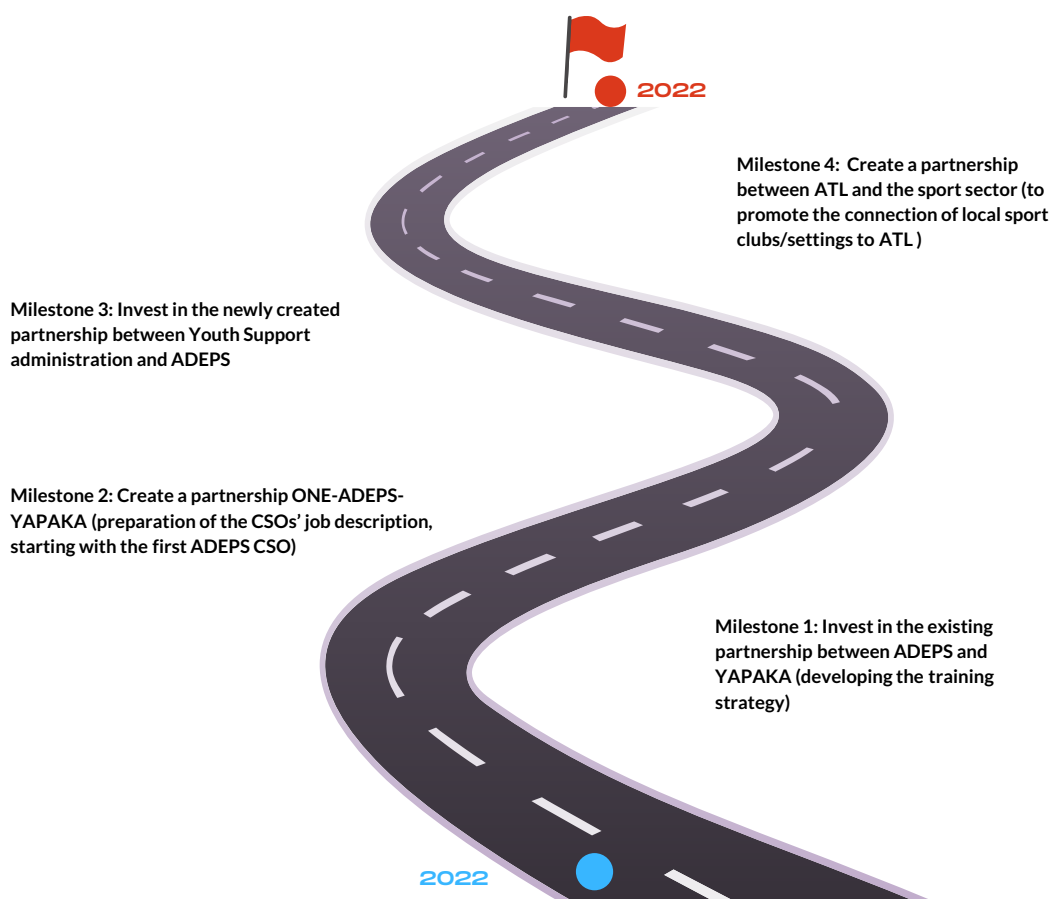 2022
Milestone 4: Create a partnership
between ATL and the sport sector (to
promote the connection of local sport
clubs/settings to ATL )
Milestone 3: Invest in the newly created
partnership between Youth Support
administration and ADEPS
Milestone 2: Create a partnership ONE-ADEPS-
YAPAKA (preparation of the CSOs' job description,
starting with the first ADEPS CSO)
Milestone 1: Invest in the existing
partnership between ADEPS and
YAPAKA (developing the training
strategy)
2022